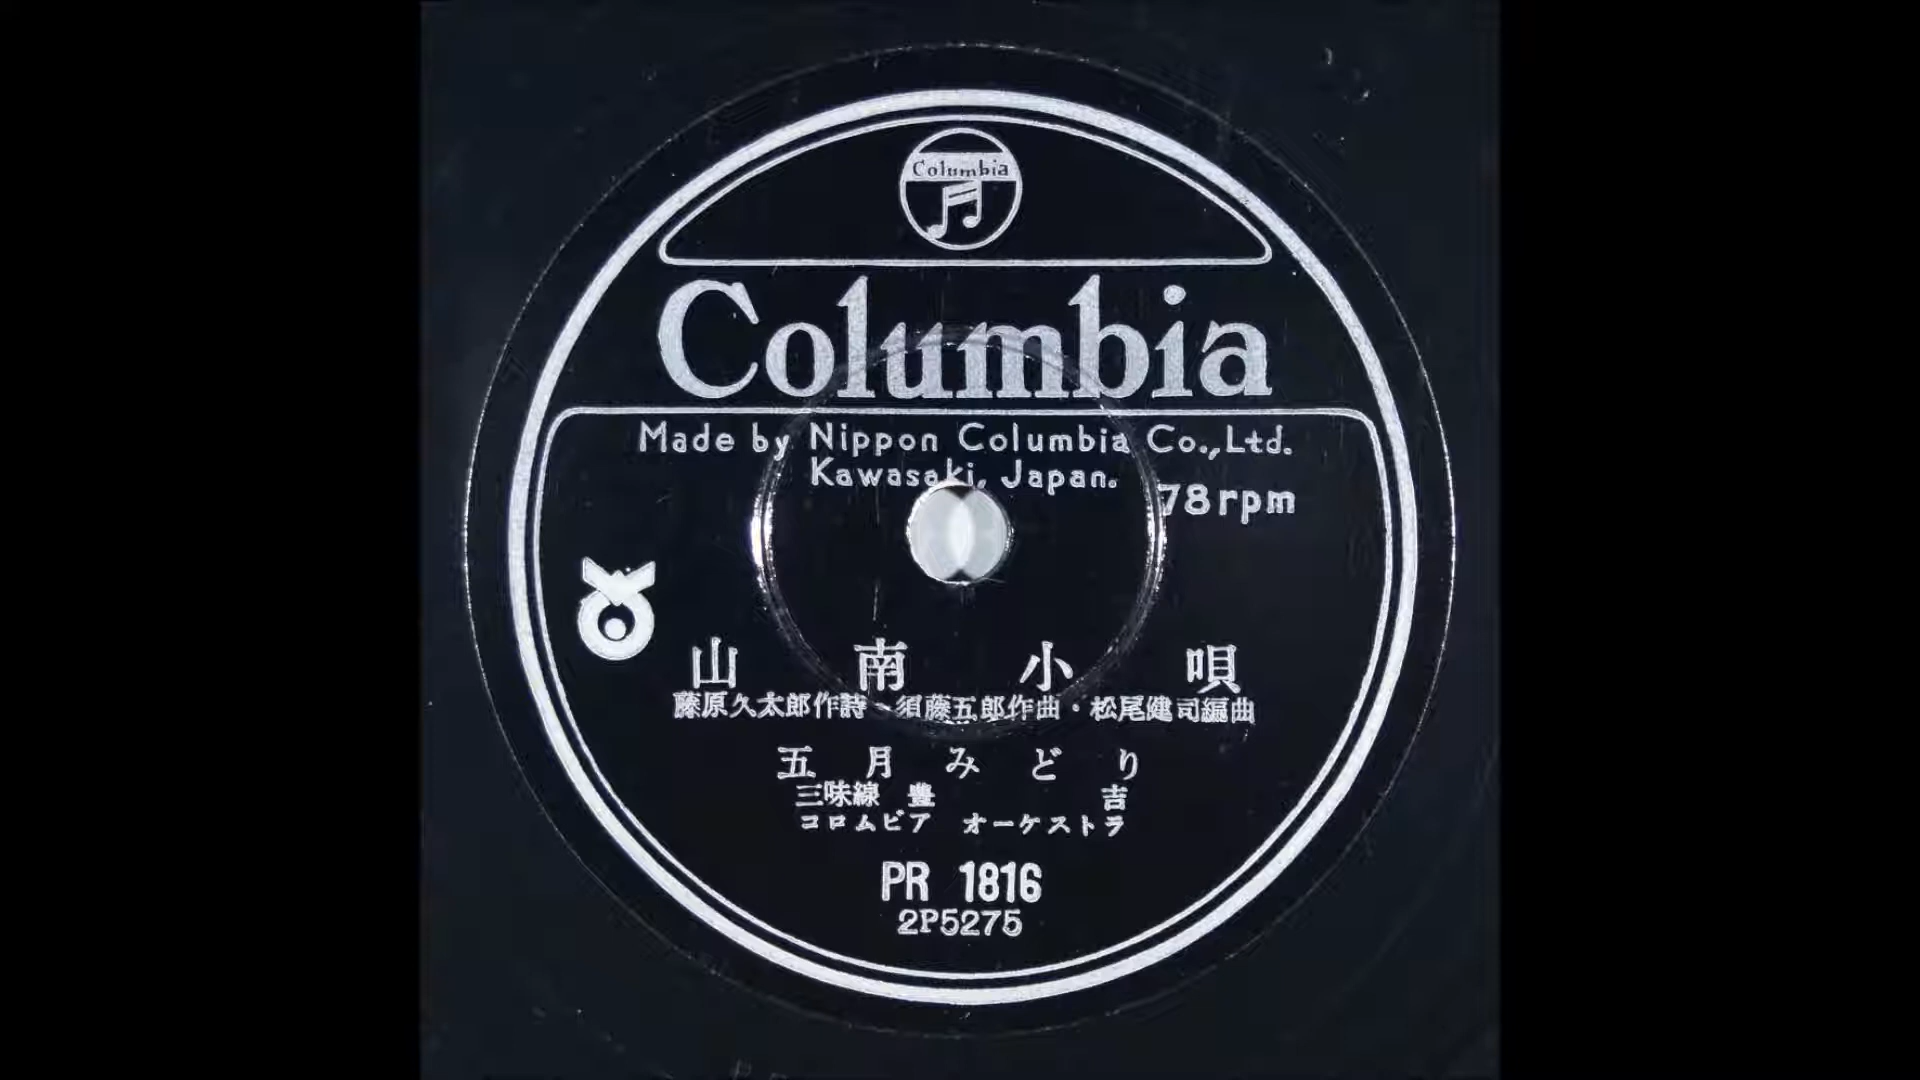 Columbia
Columbia
Made by Nippon Columbia Co.,Ltd.
Kawasaki, Japan.
78rpm
山南小唄
藤原久太郎作詩・須藤五郎作曲・松尾健司編曲
五月みどり
三味線 豊吉
コロムビア オーケストラ
PR 1816
2P5275